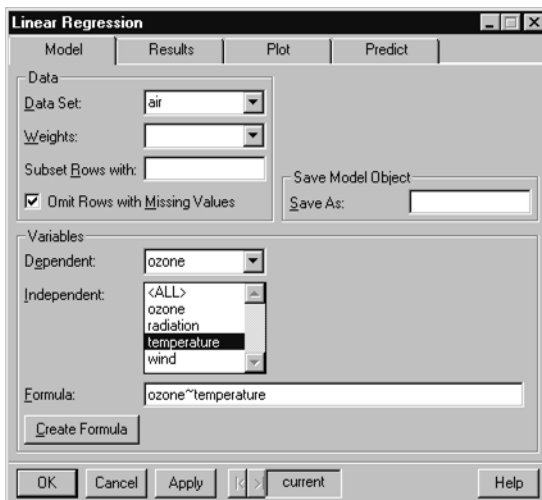 Linear Regression
Model Results Plot Predict
Data
Data Set: air
Weights:
Subset Rows with:
Omit Rows with Missing Values
Save Model Object
Save As:
Variables
Dependent: ozone
Independent: <ALL>
ozone
radiation
temperature
wind
Formula: ozone~temperature
Create Formula
OK Cancel Apply current Help